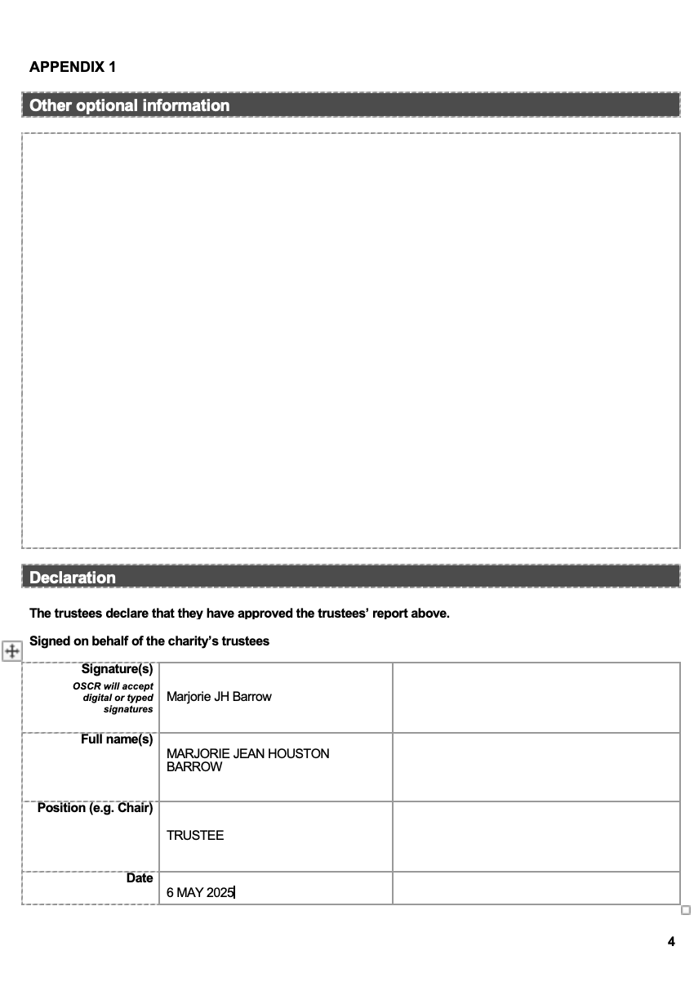 APPENDIX 1
Other optional information
Declaration
The trustees declare that they have approved the trustees’ report above.
Signed on behalf of the charity’s trustees
Signature(s)
OSCR will accept
digital or typed
signatures
Marjorie JH Barrow
Full name(s)
MARJORIE JEAN HOUSTON
BARROW
Position (e.g. Chair)
TRUSTEE
Date
6 MAY 2025
4